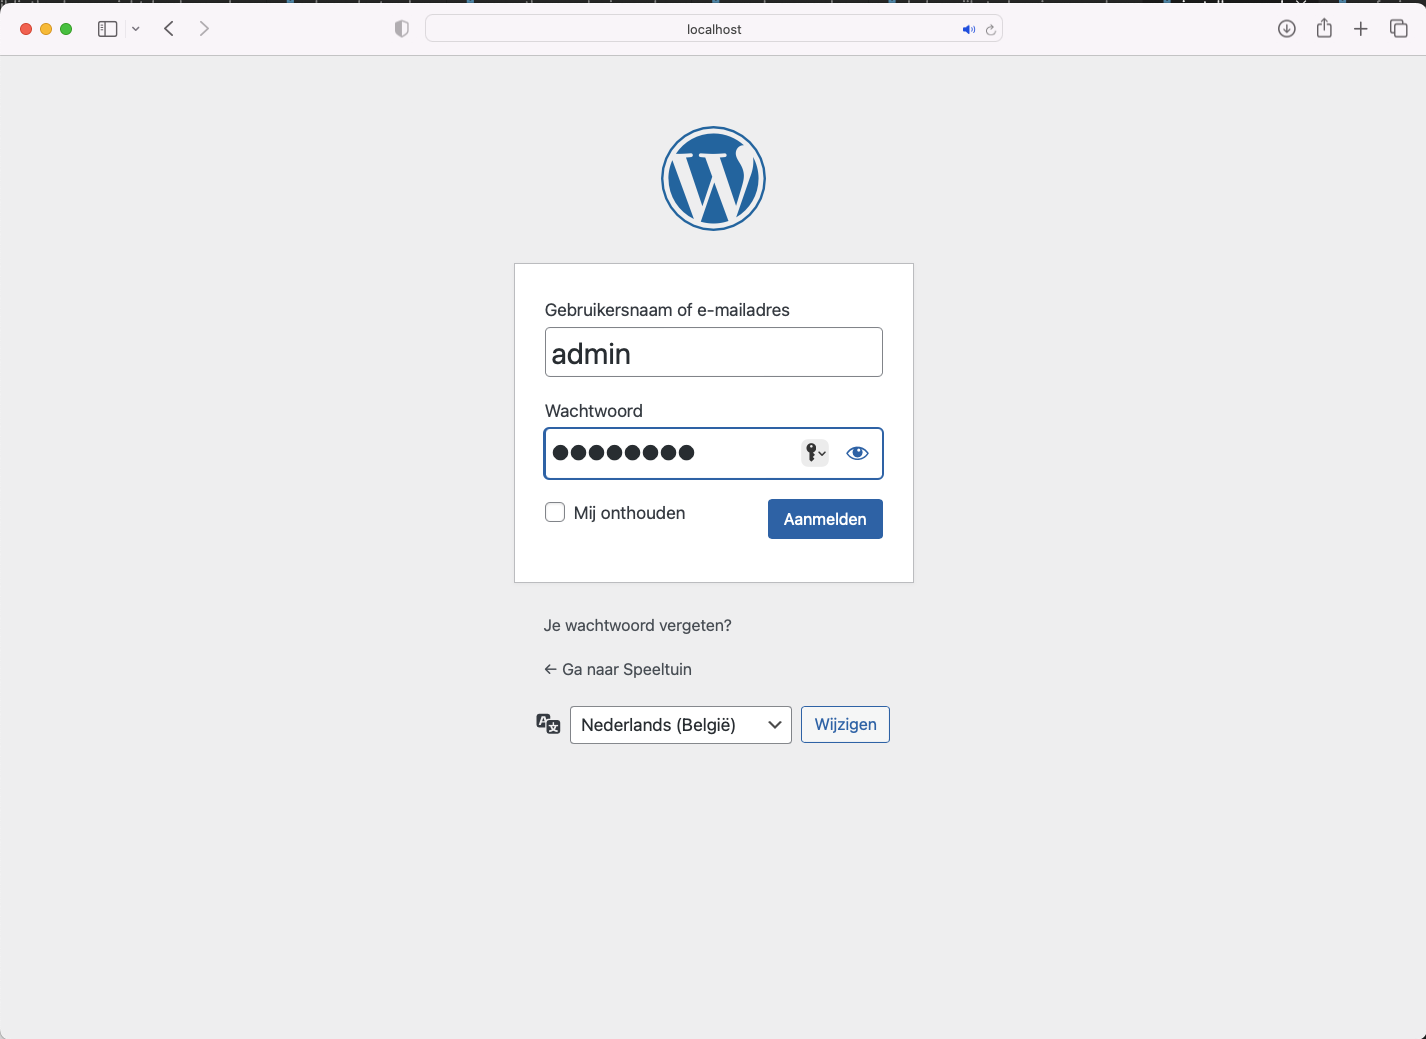 localhost
Gebruikersnaam of e-mailadres
admin
Wachtwoord
Mij onthouden
Aanmelden
Je wachtwoord vergeten?
← Ga naar Speeltuin
Nederlands (België)
Wijzigen